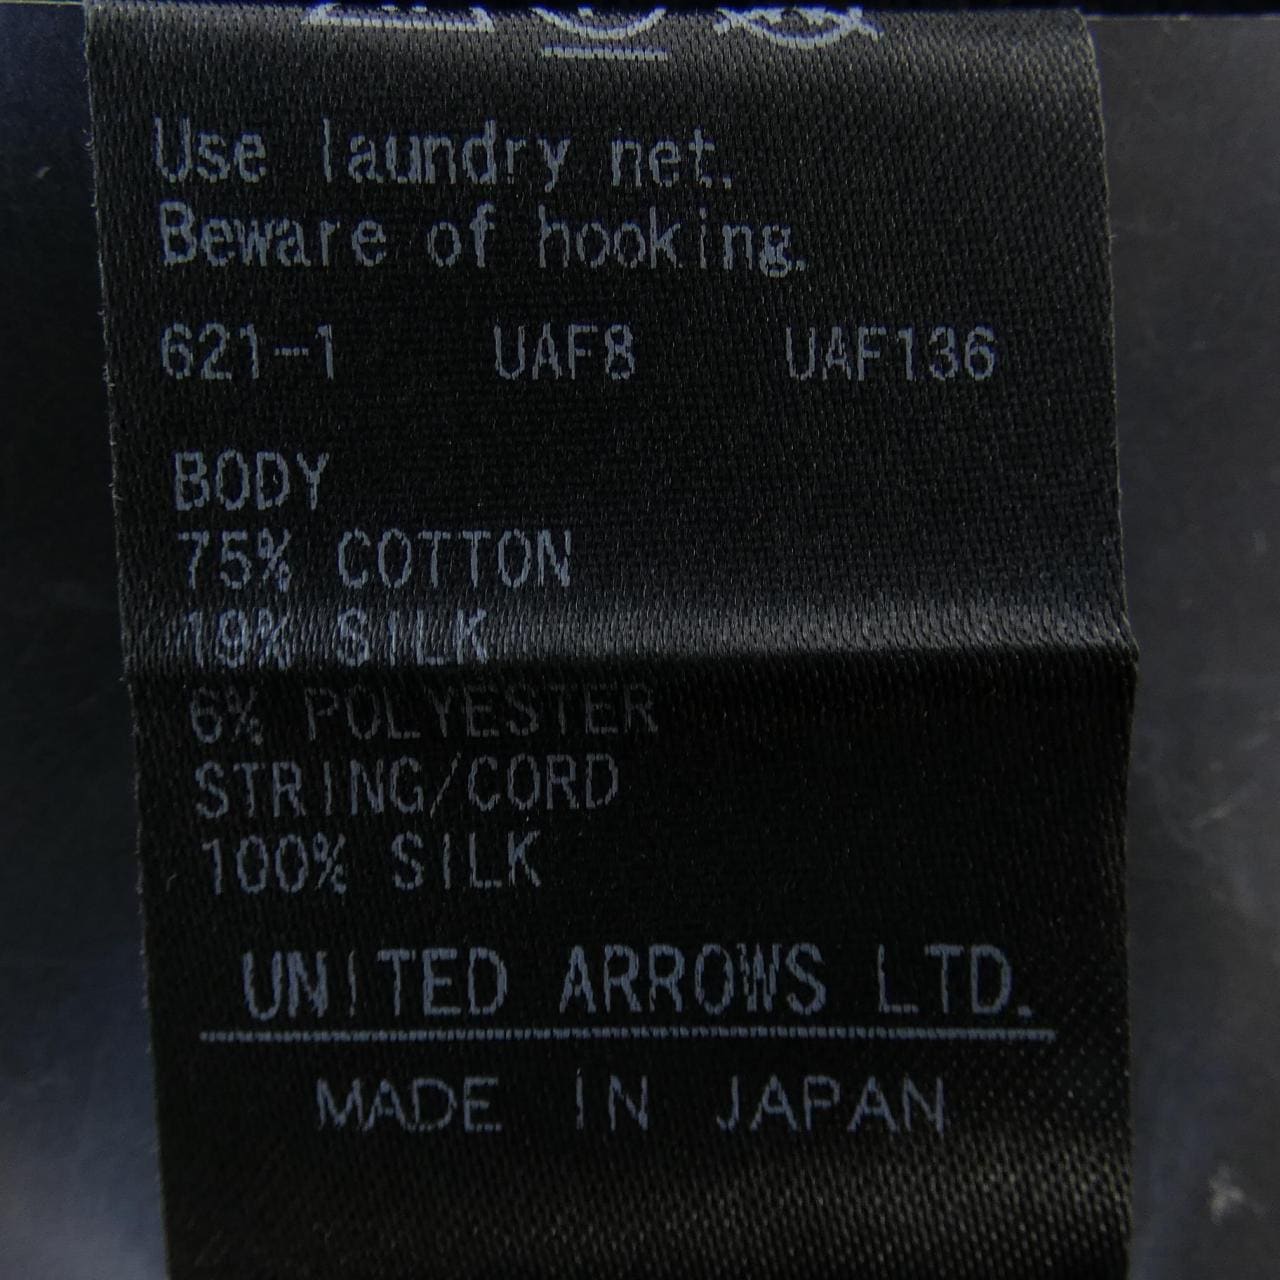 Use laundry net.
Beware of hooking.
621-1 UAF8 UAF136
BODY
75% COTTON
19% SILK
6% POLYESTER
STRING/CORD
100% SILK
UNITED ARROWS LTD.
MADE IN JAPAN